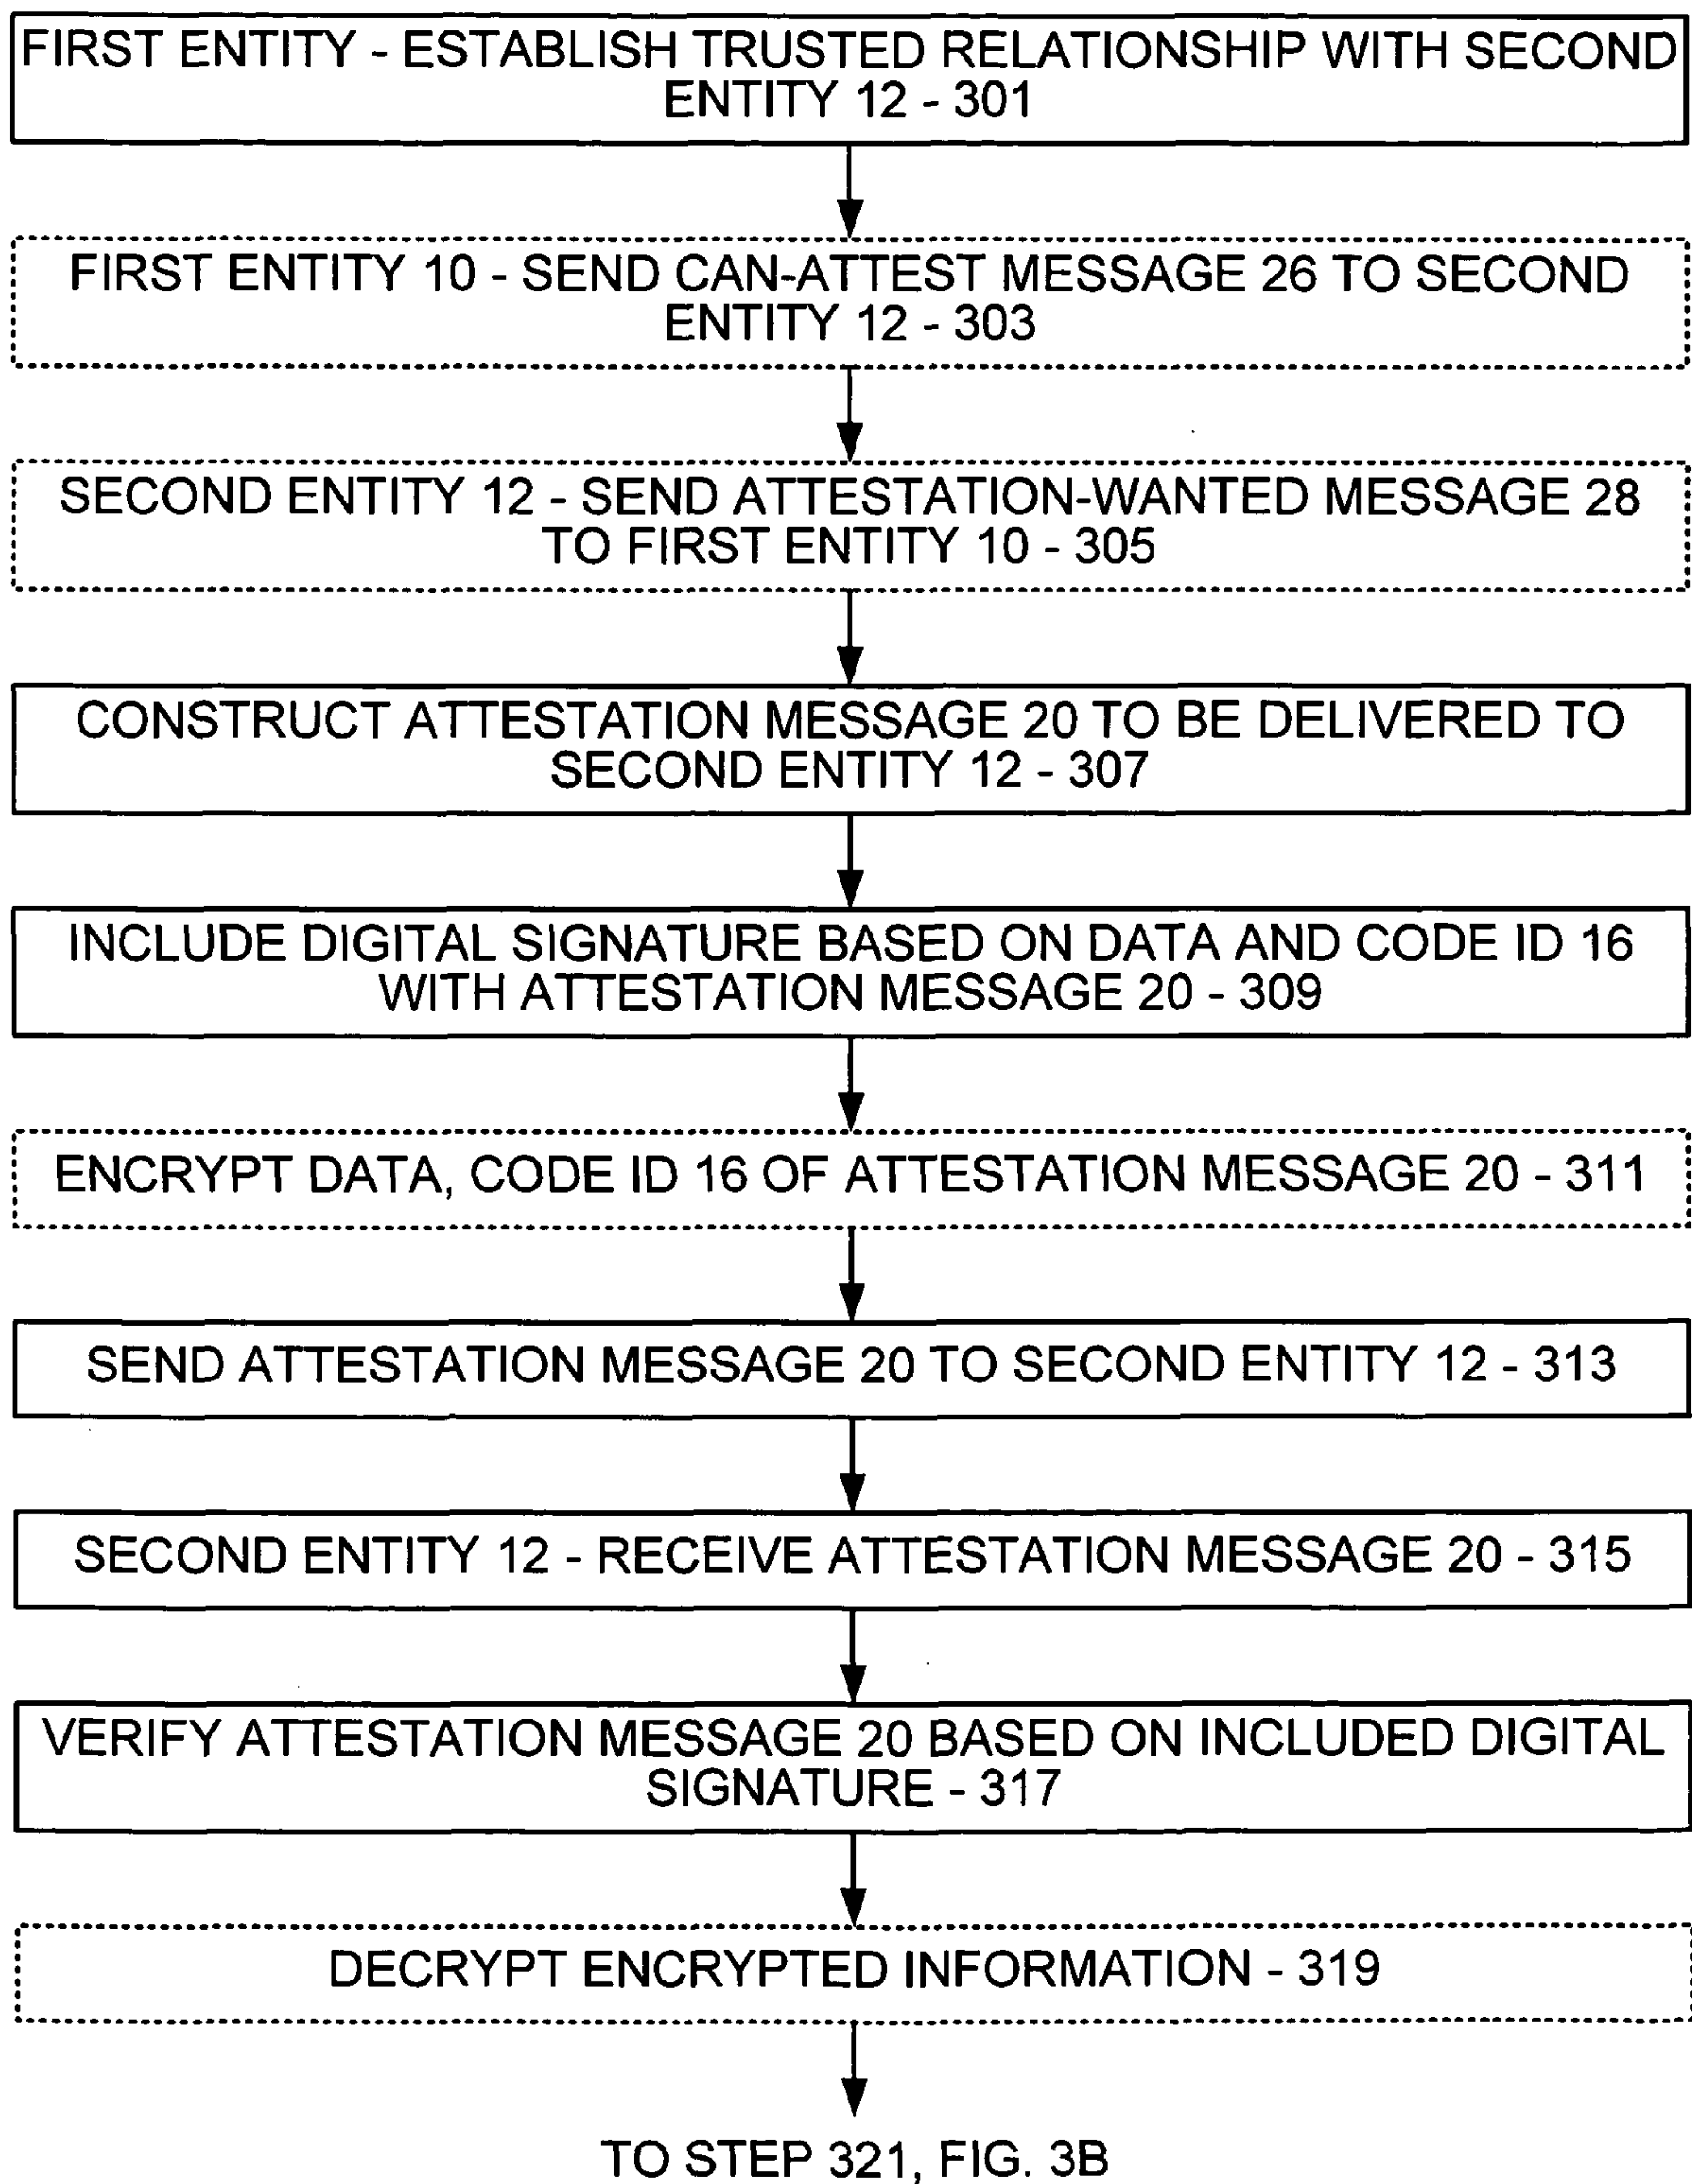 FIRST ENTITY - ESTABLISH TRUSTED RELATIONSHIP WITH SECOND
ENTITY 12 - 301
FIRST ENTITY 10 - SEND CAN-ATTEST MESSAGE 26 TO SECOND
ENTITY 12 - 303
SECOND ENTITY 12 - SEND ATTESTATION-WANTED MESSAGE 28
TO FIRST ENTITY 10 - 305
CONSTRUCT ATTESTATION MESSAGE 20 TO BE DELIVERED TO
SECOND ENTITY 12 - 307
INCLUDE DIGITAL SIGNATURE BASED ON DATA AND CODE ID 16
WITH ATTESTATION MESSAGE 20 - 309
ENCRYPT DATA, CODE ID 16 OF ATTESTATION MESSAGE 20 - 311
SEND ATTESTATION MESSAGE 20 TO SECOND ENTITY 12 - 313
SECOND ENTITY 12 - RECEIVE ATTESTATION MESSAGE 20 - 315
VERIFY ATTESTATION MESSAGE 20 BASED ON INCLUDED DIGITAL
SIGNATURE - 317
DECRYPT ENCRYPTED INFORMATION - 319
TO STEP 321, FIG. 3B